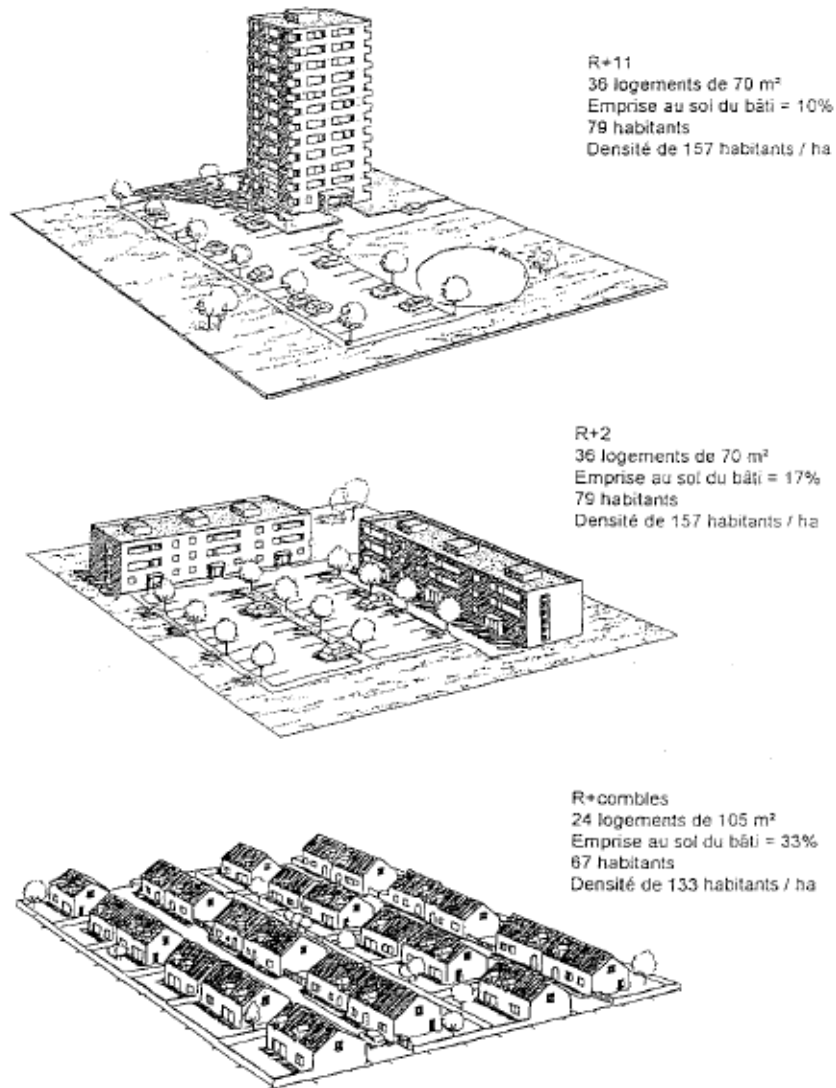 R+11
36 logements de 70 m²
Emprise au sol du bâti = 10%
79 habitants
Densité de 157 habitants / ha
R+2
36 logements de 70 m²
Emprise au sol du bâti = 17%
79 habitants
Densité de 157 habitants / ha
R+combles
24 logements de 105 m²
Emprise au sol du bâti = 33%
67 habitants
Densité de 133 habitants / ha